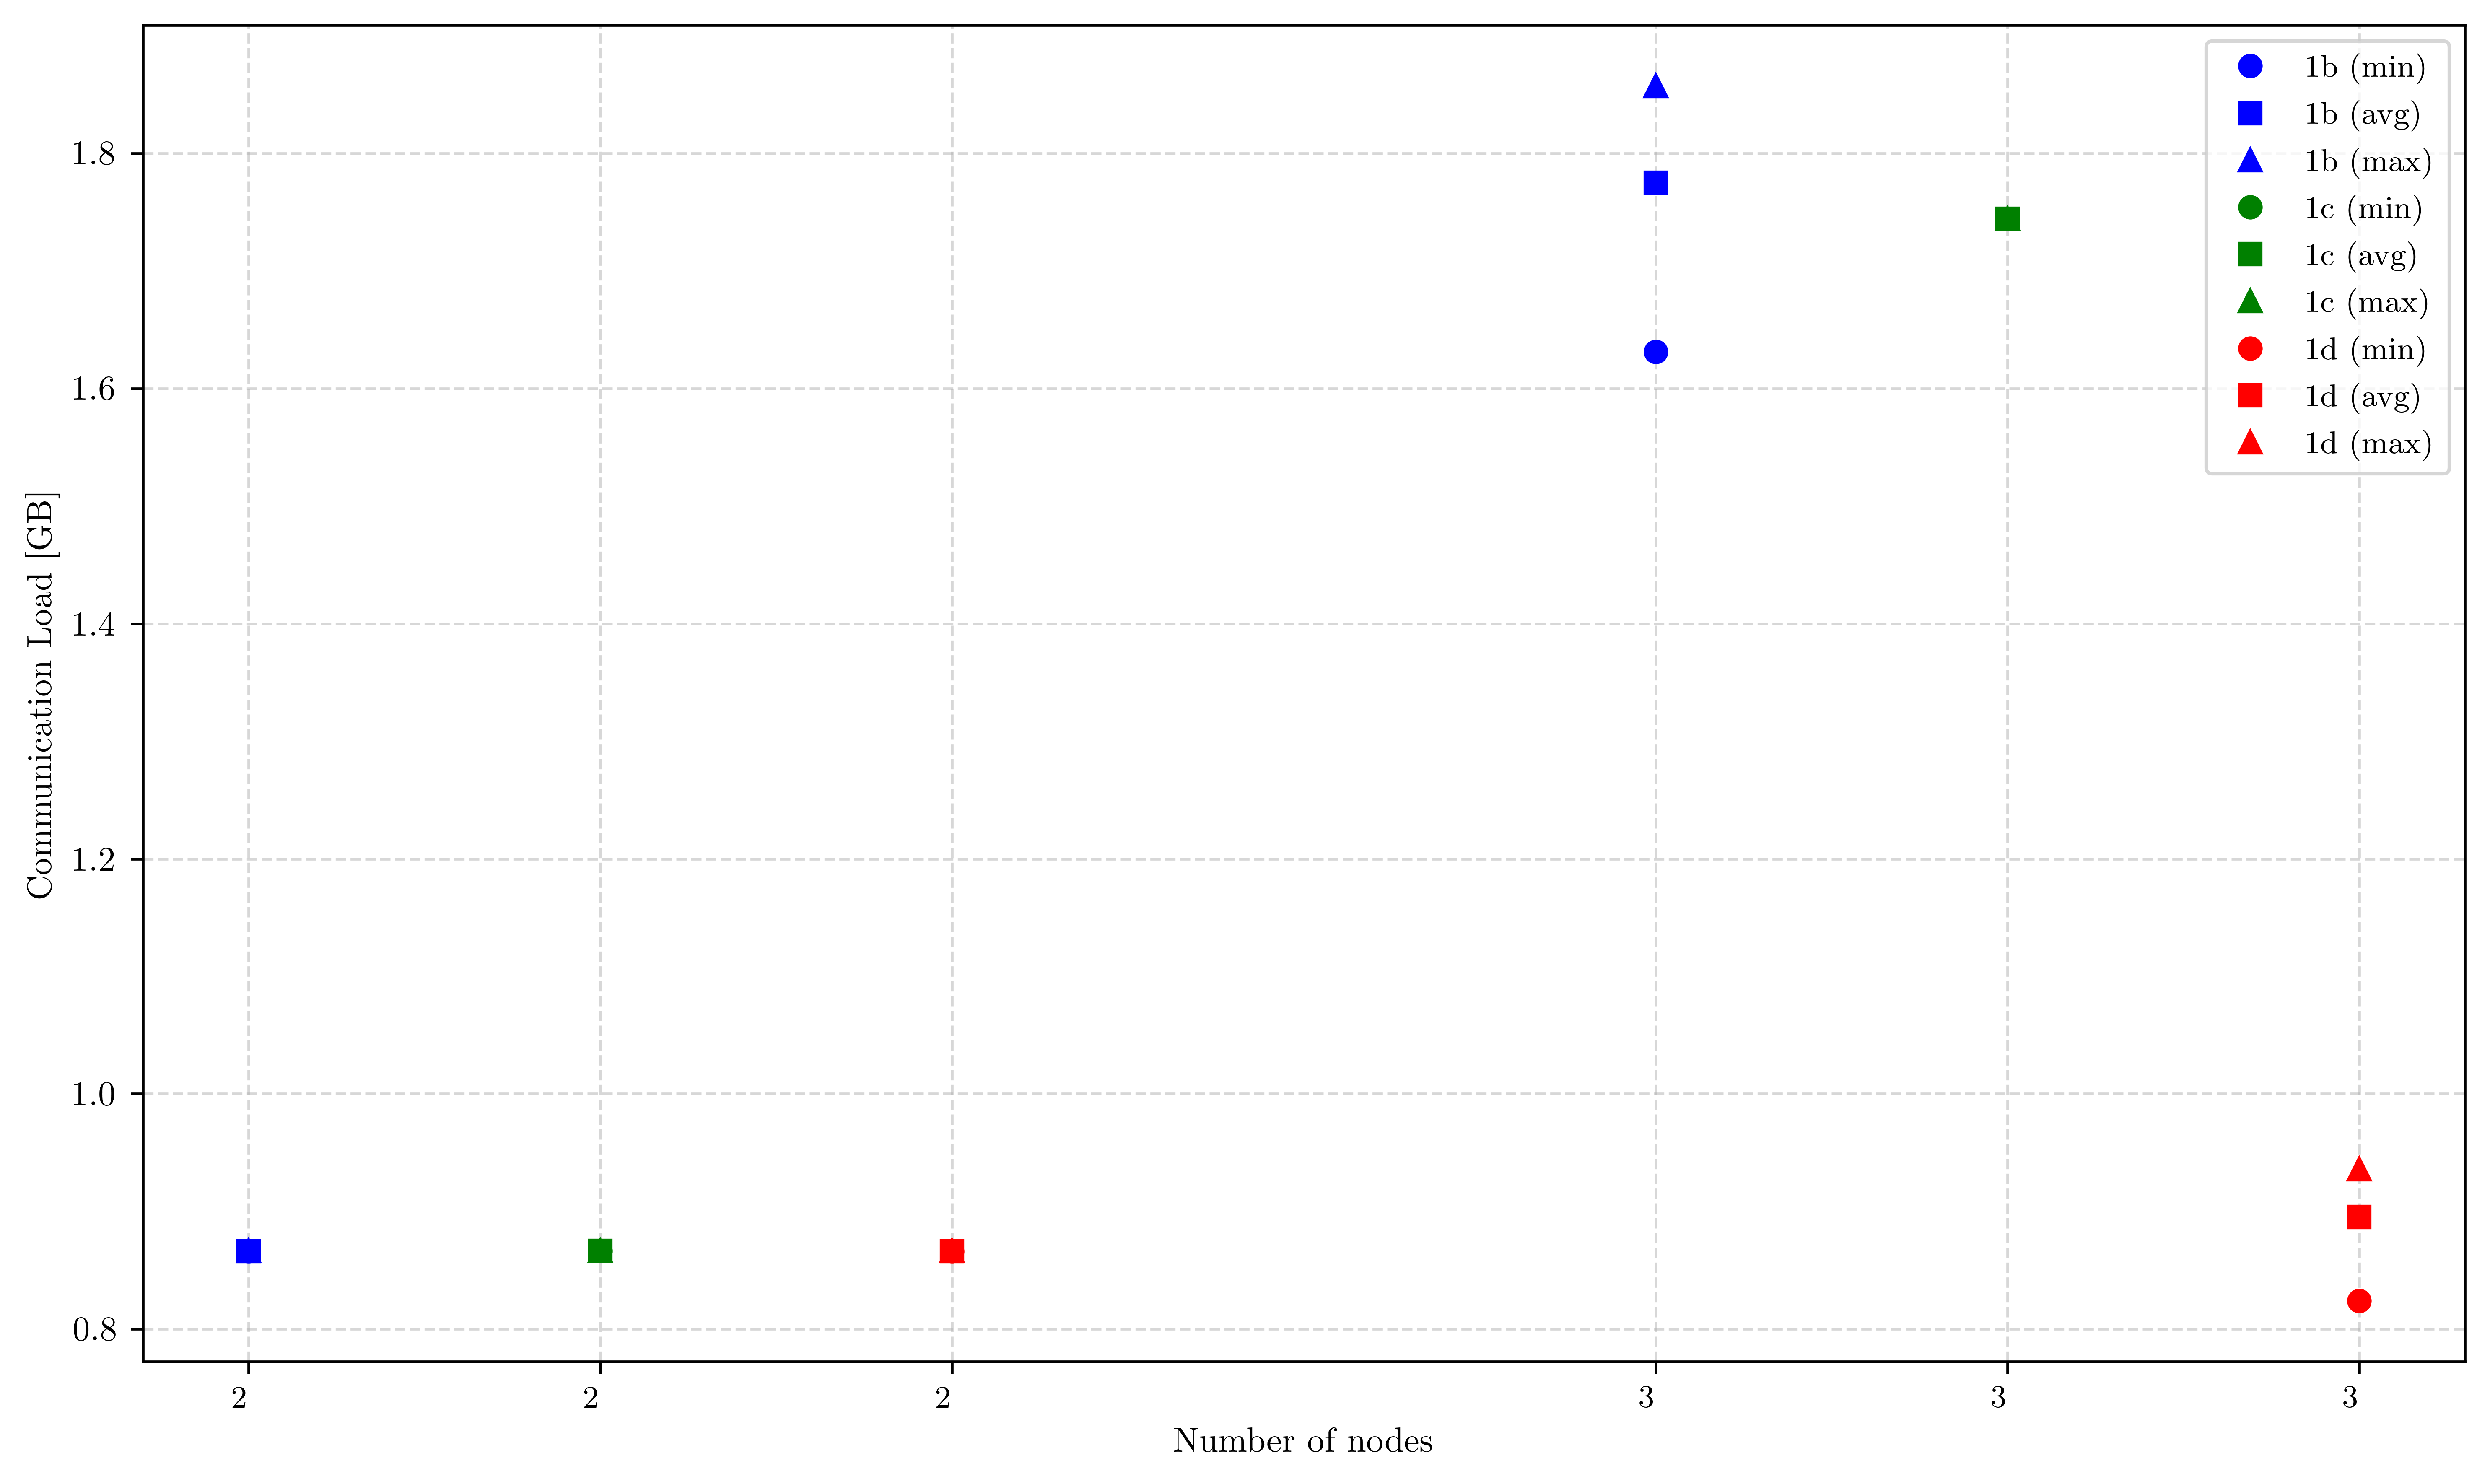 1b (min)
1b (avg)
1b (max)
1c (min)
1c (avg)
1c (max)
1d (min)
1d (avg)
1d (max)
Communication Load [GB]
1.8
1.6
1.4
1.2
1.0
0.8
2 2 2 3 3 3
Number of nodes